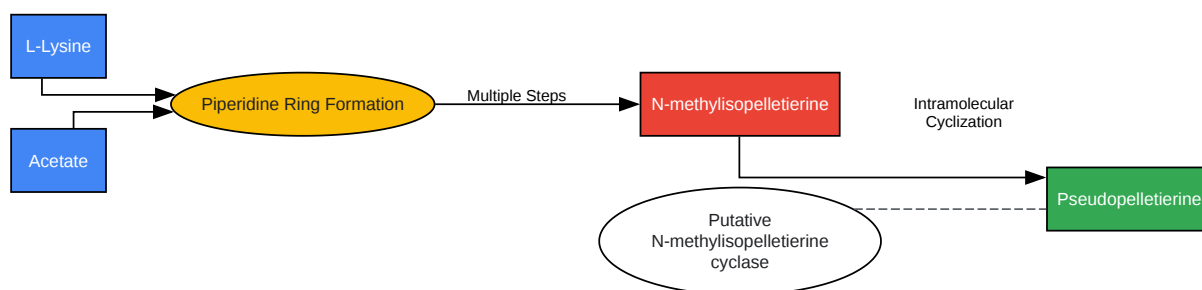 L-Lysine
Acetate
Piperidine Ring Formation
Multiple Steps
N-methylisopelletierine
Intramolecular
Cyclization
Putative
N-methylisopelletierine
cyclase
Pseudopelletierine